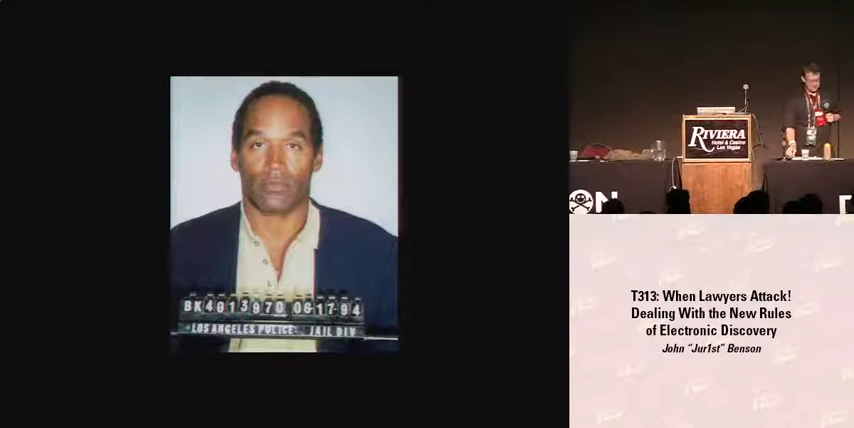 BK4013970 061794
LOS ANGELES POLICE: JAIL DIV
RIVIERA
Hotel & Casino
Las Vegas
ON
T313: When Lawyers Attack!
Dealing With the New Rules
of Electronic Discovery
John "Jur1st" Benson